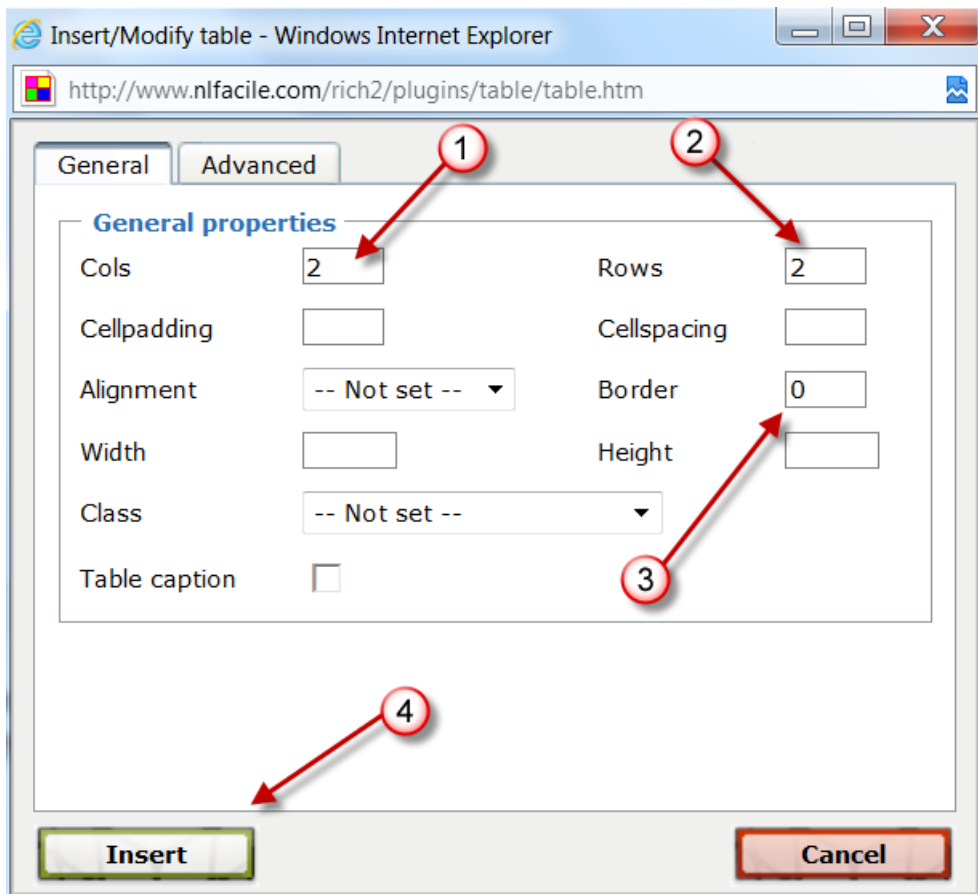 Insert/Modify table - Windows Internet Explorer
http://www.nlfacile.com/rich2/plugins/table/table.htm
General Advanced
1 2
General properties
Cols 2 Rows 2
Cellpadding Cellspacing
Alignment -- Not set -- Border 0
Width Height
Class -- Not set --
Table caption 3
4
Insert Cancel